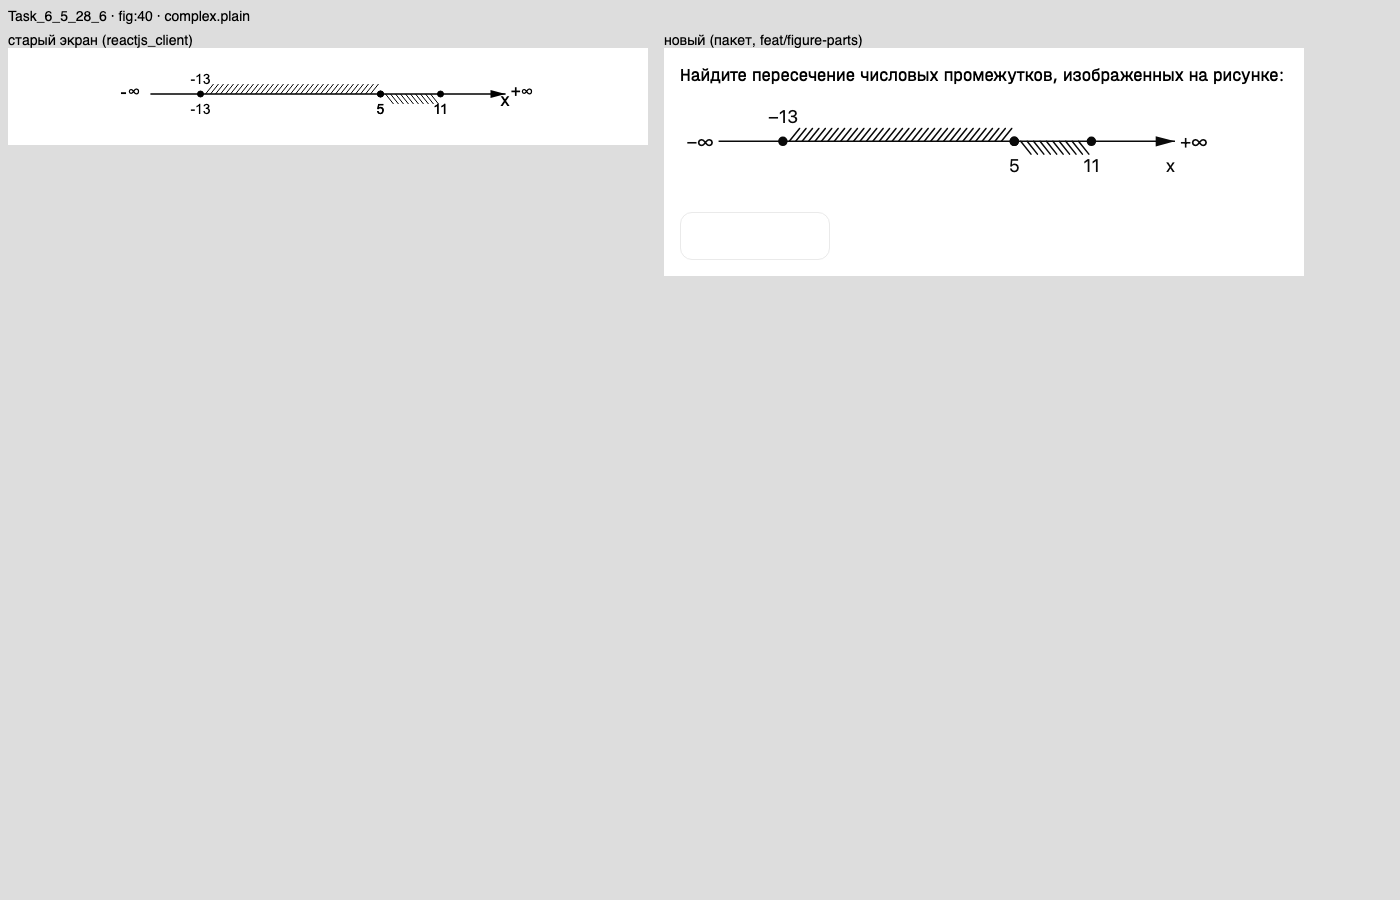 Task_6_5_28_6 · fig:40 · complex.plain
старый экран (reactjs_client)
-13
-∞ x +∞
-13 5 11
новый (пакет, feat/figure-parts)
Найдите пересечение числовых промежутков, изображенных на рисунке:
−13
−∞ +∞
5 11 x